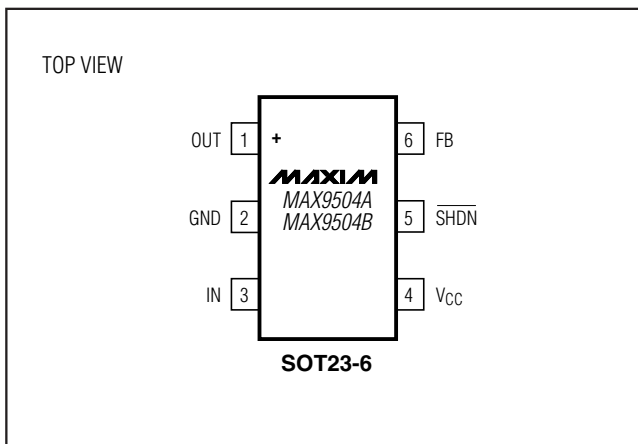 TOP VIEW
OUT 1 + 6 FB
MAXIM
MAX9504A
GND 2 MAX9504B 5 SHDN
IN 3 4 VCC
SOT23-6